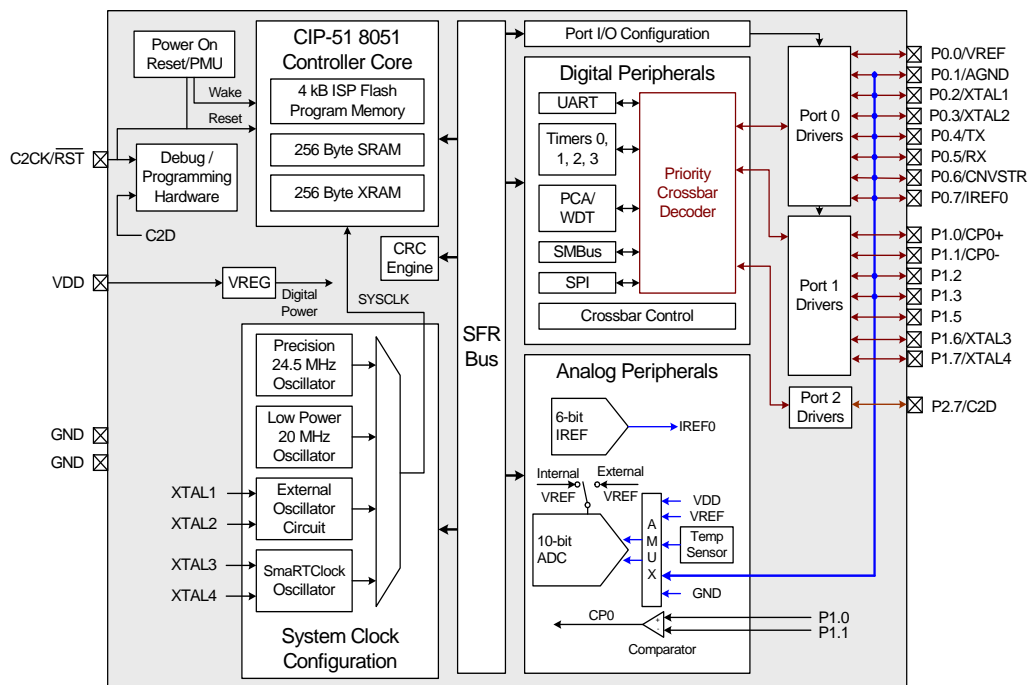 Power On
Reset/PMU
Wake
Reset
C2CK/RST
Debug /
Programming
Hardware
C2D
VDD
VREG
Digital
Power
GND
GND
CIP-51 8051
Controller Core
4 kB ISP Flash
Program Memory
256 Byte SRAM
256 Byte XRAM
CRC
Engine
SYSCLK
Precision
24.5 MHz
Oscillator
Low Power
20 MHz
Oscillator
XTAL1
XTAL2
External
Oscillator
Circuit
XTAL3
XTAL4
SmaRTClock
Oscillator
System Clock
Configuration
SFR
Bus
Port I/O Configuration
Digital Peripherals
UART
Timers 0,
1, 2, 3
PCA/
WDT
SMBus
SPI
Priority
Crossbar
Decoder
Crossbar Control
Analog Peripherals
6-bit
IREF
IREF0
Internal
VREF
External
VREF
10-bit
ADC
A
M
U
X
VDD
VREF
Temp
Sensor
GND
CP0
+
-
Comparator
P1.0
P1.1
Port 0
Drivers
Port 1
Drivers
Port 2
Drivers
P0.0/VREF
P0.1/AGND
P0.2/XTAL1
P0.3/XTAL2
P0.4/TX
P0.5/RX
P0.6/CNVSTR
P0.7/IREF0
P1.0/CP0+
P1.1/CP0-
P1.2
P1.3
P1.5
P1.6/XTAL3
P1.7/XTAL4
P2.7/C2D